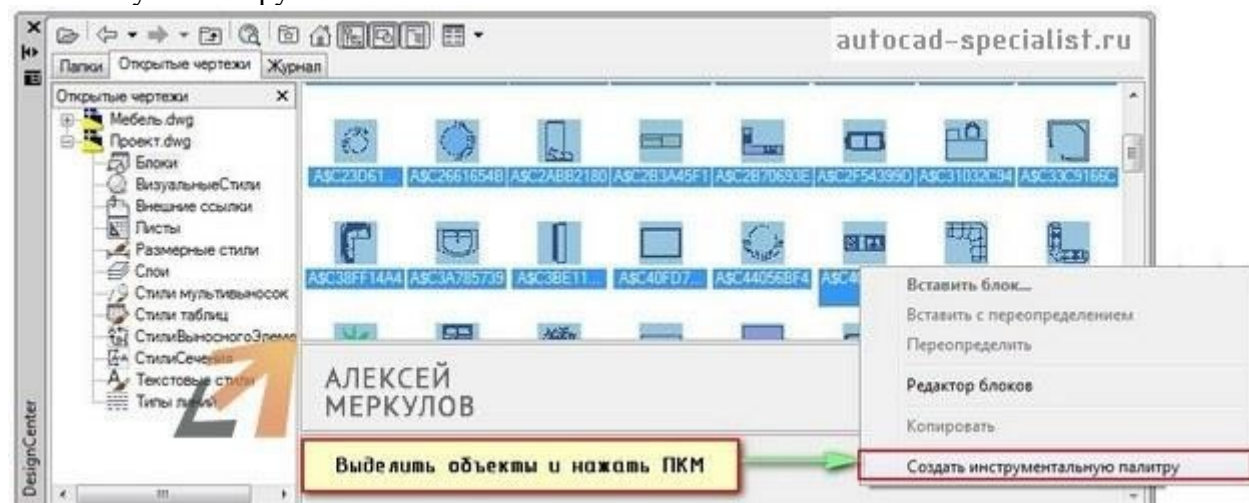 autocad-specialist.ru
Папки Открытые чертежи Журнал
Открытые чертежи
Мебель.dwg
Проект.dwg
Блоки
ВизуальныеСтили
Внешние ссылки
Листы
Размерные стили
Слои
Стили мультивыносок
Стили таблиц
СтилиВыносногоЭлеме
СтилиСечения
Текстовые стили
Типы линий
A$C23D61... A$C26616548 A$C2ABB2180 A$C2B3A45F1 A$C2B70693E A$C2F54399D A$C31032C94 A$C33C9166C
A$C38FF14A4 A$C3A785739 A$C3BE11... A$C40FD7... A$C44056BF4 A$C4
Вставить блок...
Вставить с переопределением
Переопределить
Редактор блоков
Копировать
Создать инструментальную палитру
АЛЕКСЕЙ
МЕРКУЛОВ
Выделить объекты и нажать ПКМ
DesignCenter